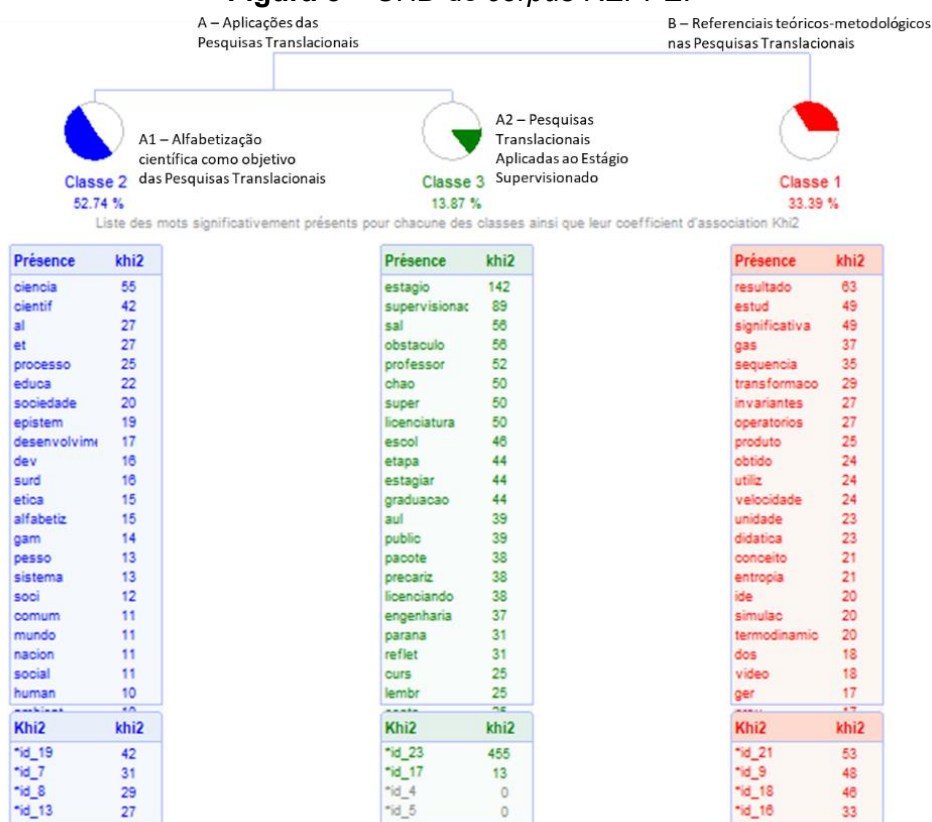 A – Aplicações das
Pesquisas Translacionais
B – Referenciais teóricos-metodológicos
nas Pesquisas Translacionais
A1 – Alfabetização
científica como objetivo
das Pesquisas Translacionais
A2 – Pesquisas
Translacionais
Aplicadas ao Estágio
Supervisionado
Classe 2
52.74 %
Classe 3
13.87 %
Classe 1
33.39 %
Liste des mots significativement présents pour chacune des classes ainsi que leur coefficient d'association Khi2
Présence khi2
ciencia 55
cientif 42
al 27
et 27
processo 25
educa 22
sociedade 20
epistem 19
desenvolvime 17
dev 16
surd 16
etica 15
alfabetiz 15
gam 14
pesso 13
sistema 13
soci 12
comum 11
mundo 11
nacion 11
social 11
human 10
Khi2 khi2
*id_19 42
*id_7 31
*id_8 29
*id_13 27
Présence khi2
estagio 142
supervisionac 89
sal 56
obstaculo 56
professor 52
chao 50
super 50
licenciatura 50
escol 46
etapa 44
estagiar 44
graduacao 44
aul 39
public 39
pacote 38
precariz 38
licenciando 38
engenharia 37
parana 31
reflet 31
curs 25
lembr 25
Khi2 khi2
*id_23 455
*id_17 13
*id_4 0
*id_5 0
Présence khi2
resultado 63
estud 49
significativa 49
gas 37
sequencia 35
transformaco 29
invariantes 27
operatorios 27
produto 25
obtido 24
utiliz 24
velocidade 24
unidade 23
didatica 23
conceito 21
entropia 21
ide 20
simulac 20
termodinamic 20
dos 18
video 18
ger 17
Khi2 khi2
*id_21 53
*id_9 48
*id_18 46
*id_16 33